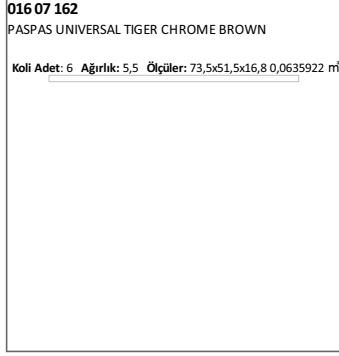 016 07 162
PASPAS UNIVERSAL TIGER CHROME BROWN
Koli Adet: 6 Ağırlık: 5,5 Ölçüler: 73,5x51,5x16,8 0,0635922 m³